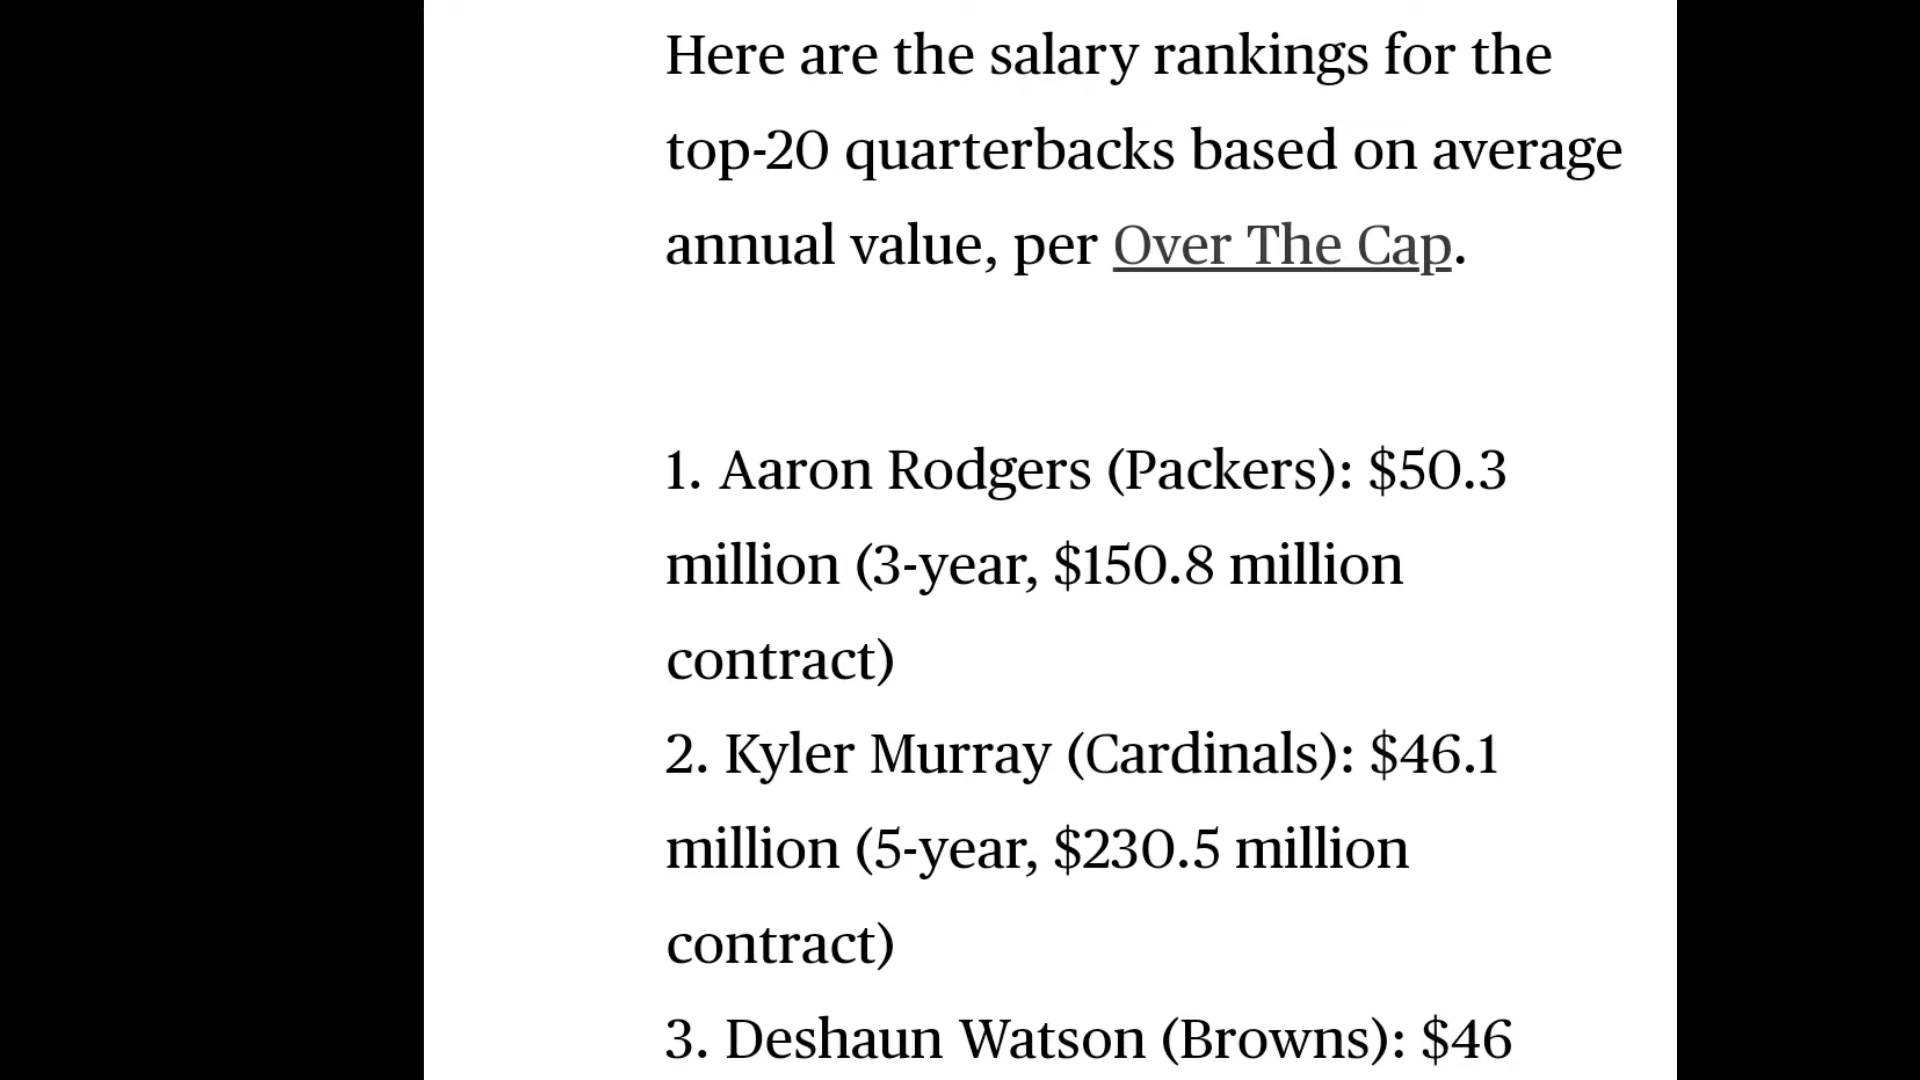 Here are the salary rankings for the
top-20 quarterbacks based on average
annual value, per Over The Cap.
1. Aaron Rodgers (Packers): $50.3
million (3-year, $150.8 million
contract)
2. Kyler Murray (Cardinals): $46.1
million (5-year, $230.5 million
contract)
3. Deshaun Watson (Browns): $46